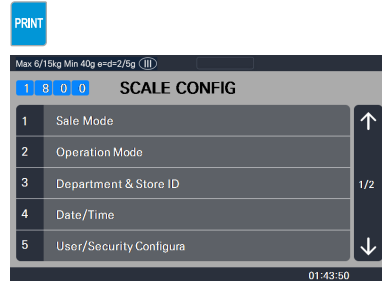 PRINT
Max 6/15kg Min 40g e=d=2/5g III
1 8 0 0 SCALE CONFIG
1 Sale Mode
2 Operation Mode
3 Department & Store ID
1/2
4 Date/Time
5 User/Security Configura
01:43:50